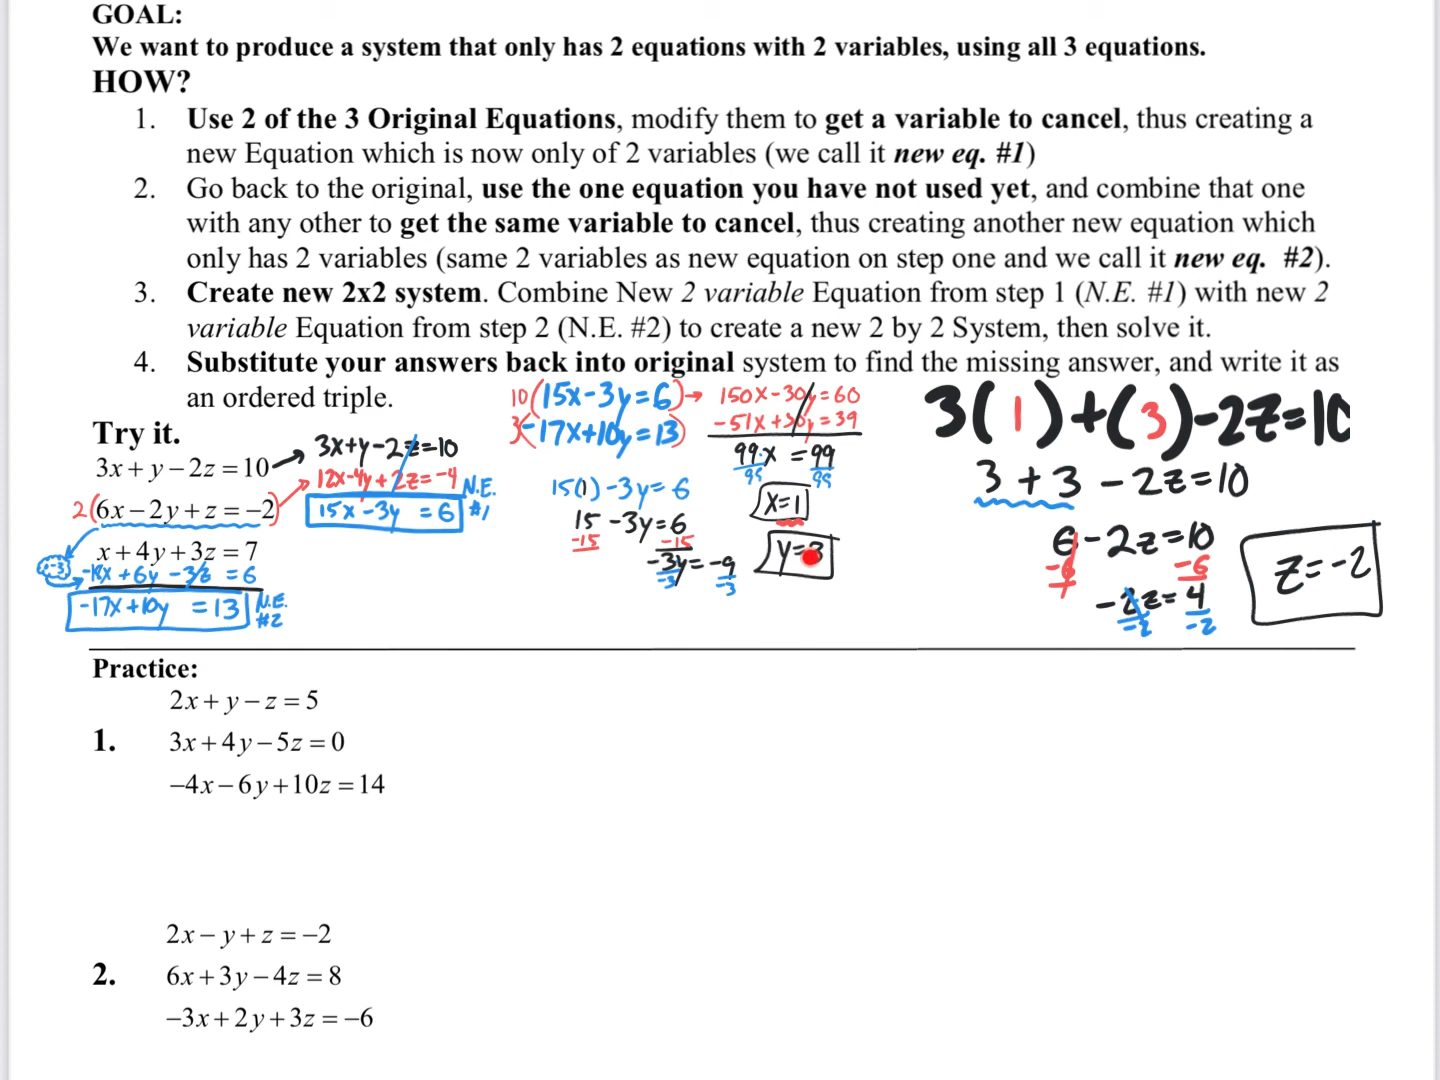 GOAL:
We want to produce a system that only has 2 equations with 2 variables, using all 3 equations.
HOW?
1. Use 2 of the 3 Original Equations, modify them to get a variable to cancel, thus creating a
new Equation which is now only of 2 variables (we call it new eq. #1)
2. Go back to the original, use the one equation you have not used yet, and combine that one
with any other to get the same variable to cancel, thus creating another new equation which
only has 2 variables (same 2 variables as new equation on step one and we call it new eq. #2).
3. Create new 2x2 system. Combine New 2 variable Equation from step 1 (N.E. #1) with new 2
variable Equation from step 2 (N.E. #2) to create a new 2 by 2 System, then solve it.
4. Substitute your answers back into original system to find the missing answer, and write it as
an ordered triple.
Try it.
3x + y − 2z = 10
2(6x − 2y + z = −2)
x + 4y + 3z = 7
-3
-18x + 6y - 3z = 6
-17x + 10y = 13 N.E. #2
3x+y-2z=10
12x-4y+2z=-4
15x-3y = 6 N.E. #1
10(15x-3y=6)
3(-17x+10y=13)
150x-30y=60
-51x+30y=39
99x = 99
99 99
x=1
15(1)-3y=6
15-3y=6
-15 -15
-3y=-9
-3 -3
y=3
3(1)+(3)-2z=10
3+3-2z=10
6-2z=10
-6 -6
-2z=4
-2 -2
z=-2
Practice:
2x + y − z = 5
1. 3x + 4y − 5z = 0
−4x − 6y + 10z = 14
2x − y + z = −2
2. 6x + 3y − 4z = 8
−3x + 2y + 3z = −6